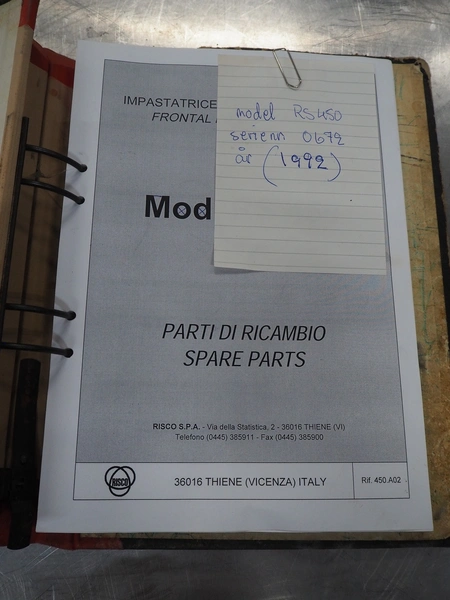 IMPASTATRICE
FRONTAL
Mod
model RS450
serienn 0672
år (1992)
PARTI DI RICAMBIO
SPARE PARTS
RISCO S.P.A. - Via della Statistica, 2 - 36016 THIENE (VI)
Telefono (0445) 385911 - Fax (0445) 385900
RISCO
36016 THIENE (VICENZA) ITALY
Rif. 450.A02